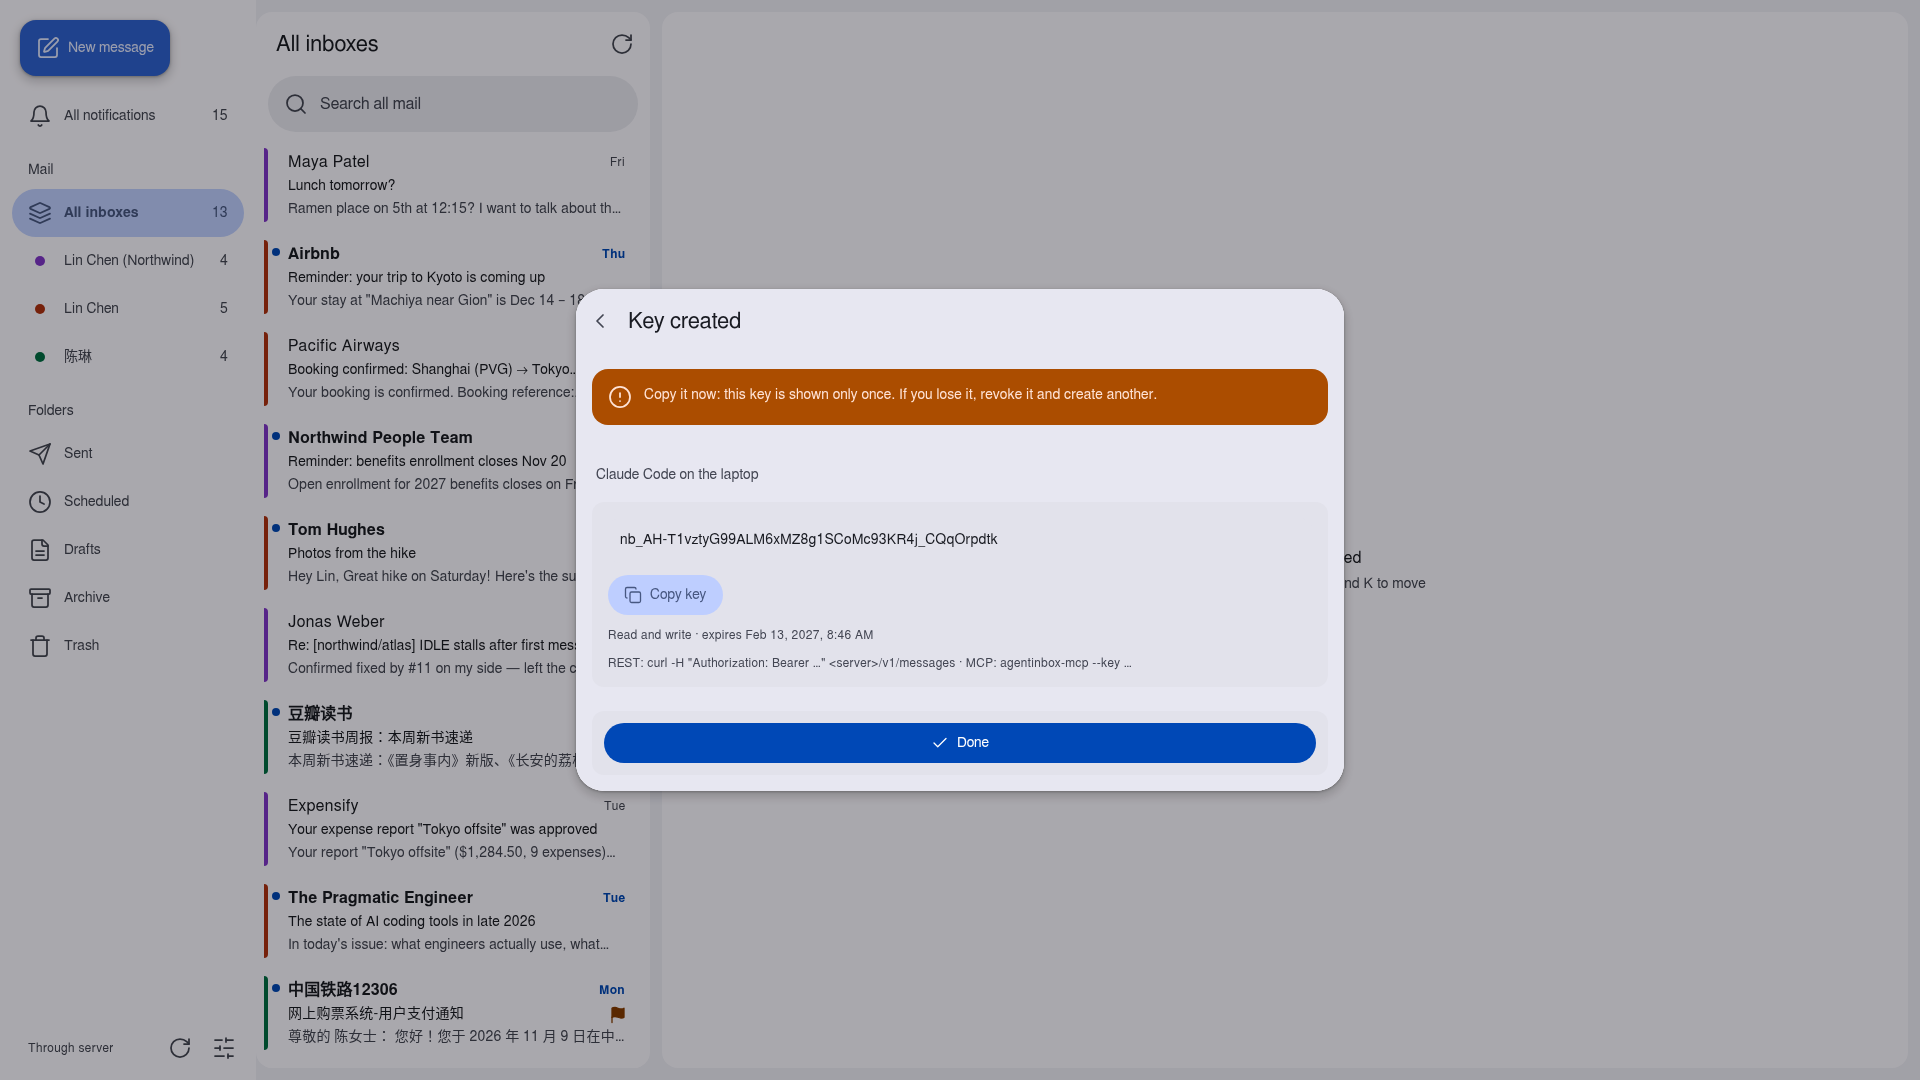 New message
All notifications 15
Mail
All inboxes 13
Lin Chen (Northwind) 4
Lin Chen 5
陈琳 4
Folders
Sent
Scheduled
Drafts
Archive
Trash
Through server
All inboxes
Search all mail
Maya Patel Fri
Lunch tomorrow?
Ramen place on 5th at 12:15? I want to talk about th…
Airbnb Thu
Reminder: your trip to Kyoto is coming up
Your stay at "Machiya near Gion" is Dec 14 – 18
Pacific Airways
Booking confirmed: Shanghai (PVG) → Tokyo…
Your booking is confirmed. Booking reference:
Northwind People Team
Reminder: benefits enrollment closes Nov 20
Open enrollment for 2027 benefits closes on Fr
Tom Hughes
Photos from the hike
Hey Lin, Great hike on Saturday! Here's the su
Jonas Weber
Re: [northwind/atlas] IDLE stalls after first mes
Confirmed fixed by #11 on my side — left the c
豆瓣读书
豆瓣读书周报：本周新书速递
本周新书速递：《置身事内》新版、《长安的荔
Expensify Tue
Your expense report "Tokyo offsite" was approved
Your report "Tokyo offsite" ($1,284.50, 9 expenses)…
The Pragmatic Engineer Tue
The state of AI coding tools in late 2026
In today's issue: what engineers actually use, what…
中国铁路12306 Mon
网上购票系统-用户支付通知
尊敬的 陈女士： 您好！您于 2026 年 11 月 9 日在中…
Key created
Copy it now: this key is shown only once. If you lose it, revoke it and create another.
Claude Code on the laptop
nb_AH-T1vztyG99ALM6xMZ8g1SCoMc93KR4j_CQqOrpdtk
Copy key
Read and write · expires Feb 13, 2027, 8:46 AM
REST: curl -H "Authorization: Bearer …" <server>/v1/messages · MCP: agentinbox-mcp --key …
Done
ed
nd K to move